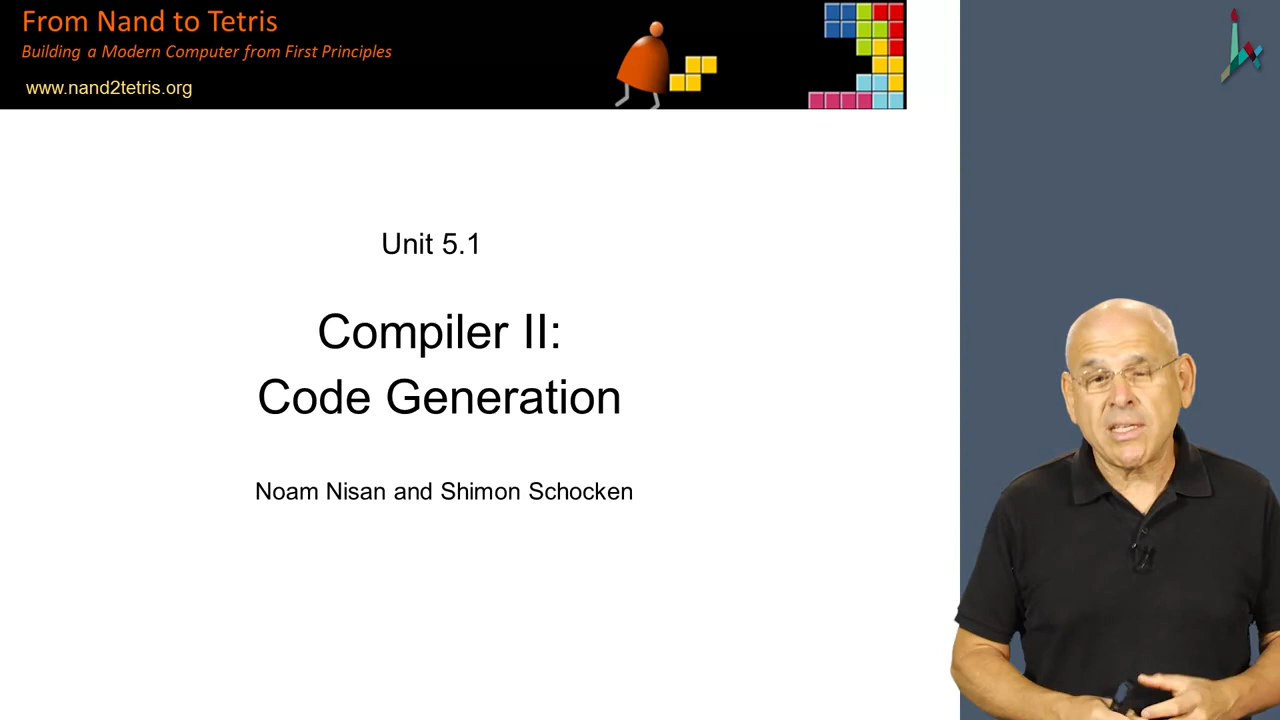 From Nand to Tetris
Building a Modern Computer from First Principles
www.nand2tetris.org
Unit 5.1
Compiler II:
Code Generation
Noam Nisan and Shimon Schocken